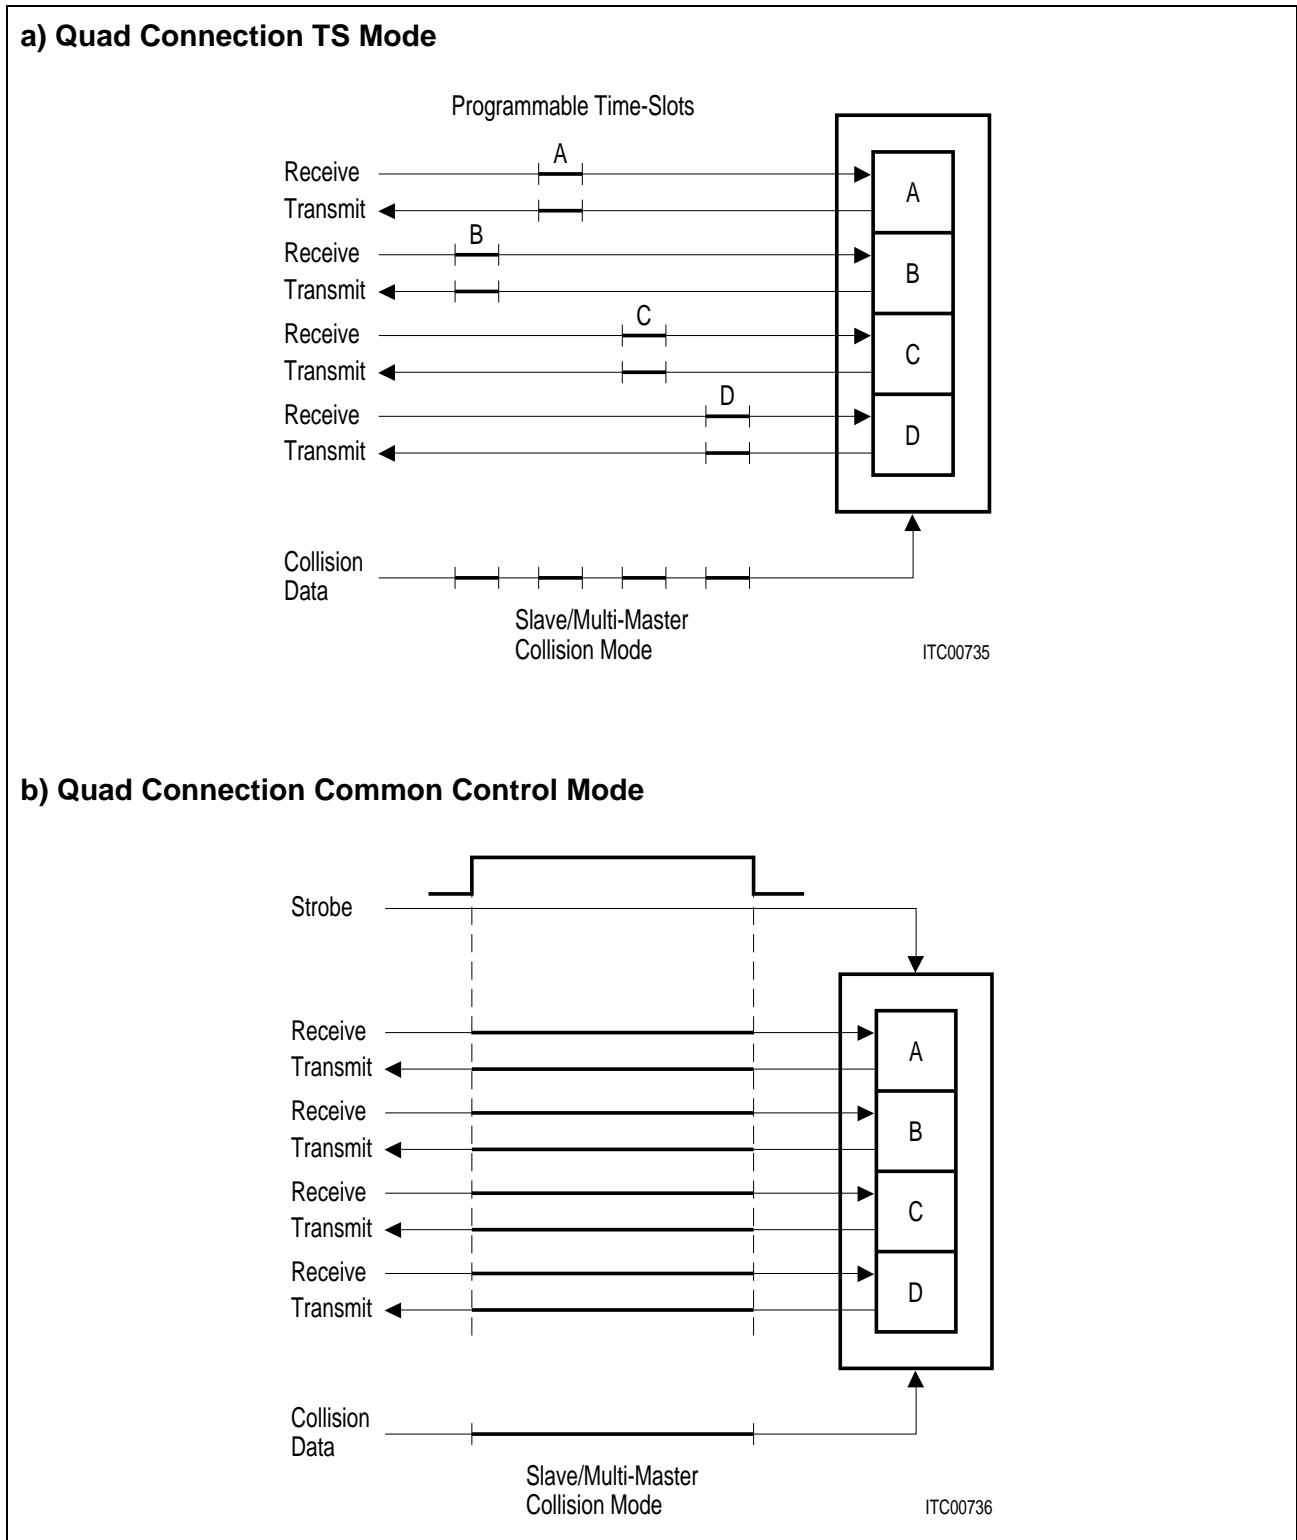 a) Quad Connection TS Mode
Programmable Time-Slots
Receive
A
A
Transmit
Receive
B
B
Transmit
Receive
C
C
Transmit
Receive
D
D
Transmit
Collision
Data
Slave/Multi-Master
Collision Mode
ITC00735
b) Quad Connection Common Control Mode
Strobe
Receive
A
Transmit
Receive
B
Transmit
Receive
C
Transmit
Receive
D
Transmit
Collision
Data
Slave/Multi-Master
Collision Mode
ITC00736